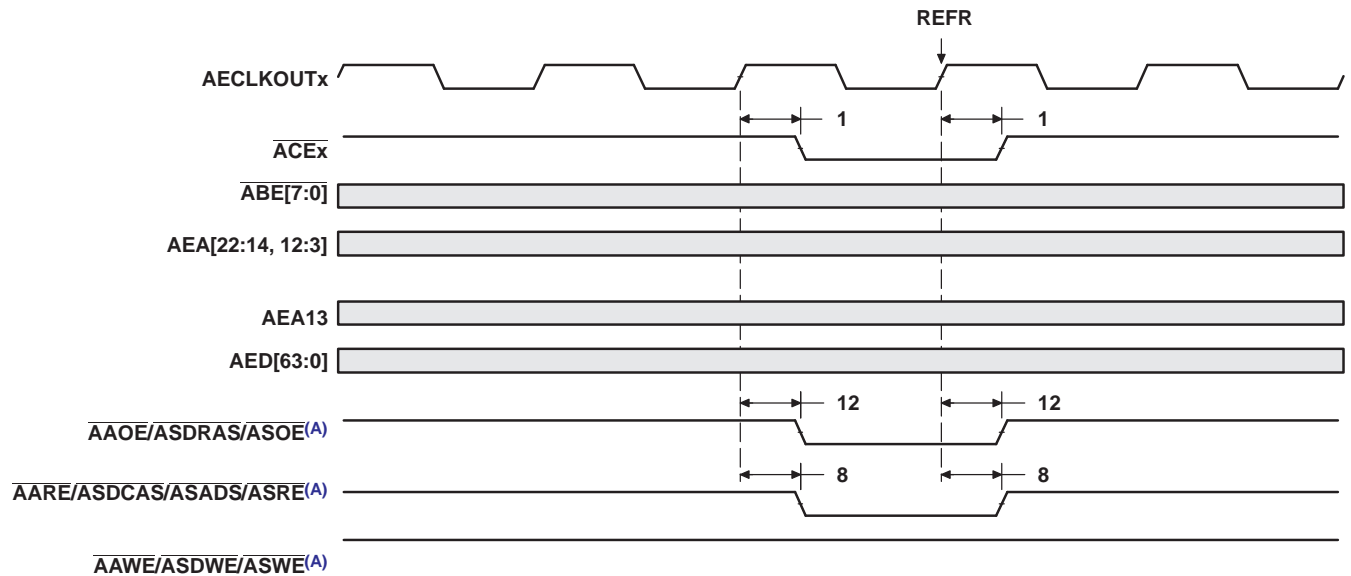 REFR
AECLKOUTx
1 1
ACEx
ABE[7:0]
AEA[22:14, 12:3]
AEA13
AED[63:0]
12 12
AAOE/ASDRAS/ASOE(A)
8 8
AARE/ASDCAS/ASADS/ASRE(A)
AAWE/ASDWE/ASWE(A)